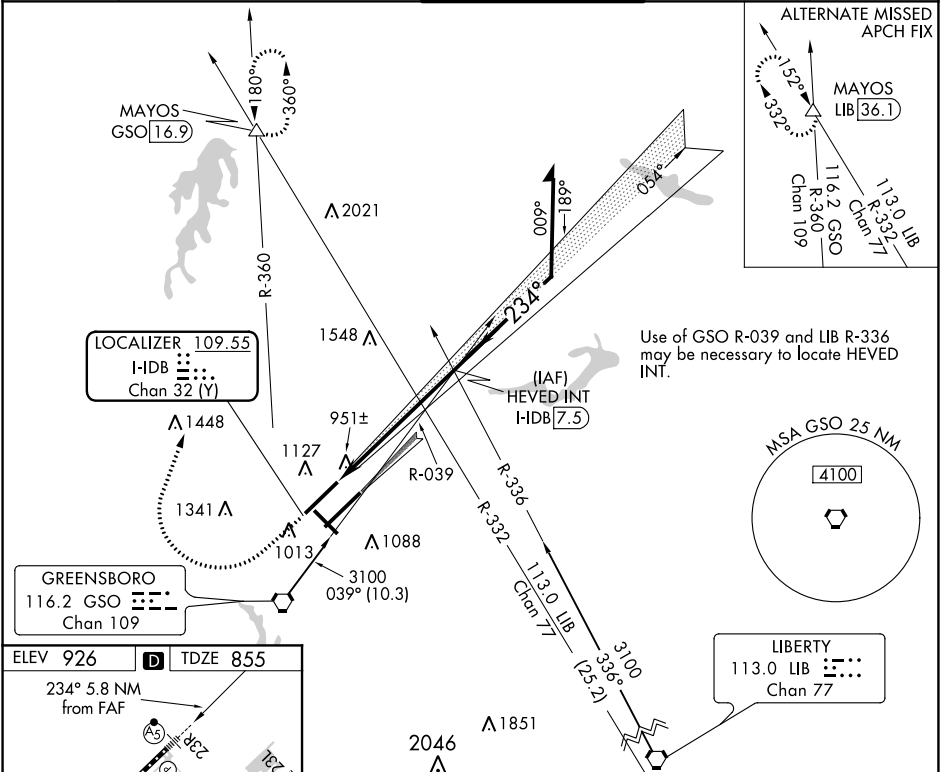 ALTERNATE MISSED
APCH FIX
152°
332°
MAYOS
LIB 36.1
116.2 GSO
R-360
Chan 109
113.0 LIB
R-332
Chan 77
180°
360°
MAYOS
GSO 16.9
2021
R-360
009°
189°
054°
234°
1548
LOCALIZER 109.55
I-IDB
Chan 32 (Y)
Use of GSO R-039 and LIB R-336
may be necessary to locate HEVED
INT.
(IAF)
HEVED INT
I-IDB 7.5
1448
951±
1127
R-039
R-336
MSA GSO 25 NM
4100
1341
1013
1088
R-332
GREENSBORO
116.2 GSO
Chan 109
3100
039° (10.3)
113.0 LIB
Chan 77
(25.2)
3100
336°
LIBERTY
113.0 LIB
Chan 77
ELEV 926 D TDZE 855
234° 5.8 NM
from FAF
A5
23R
23L
1851
2046